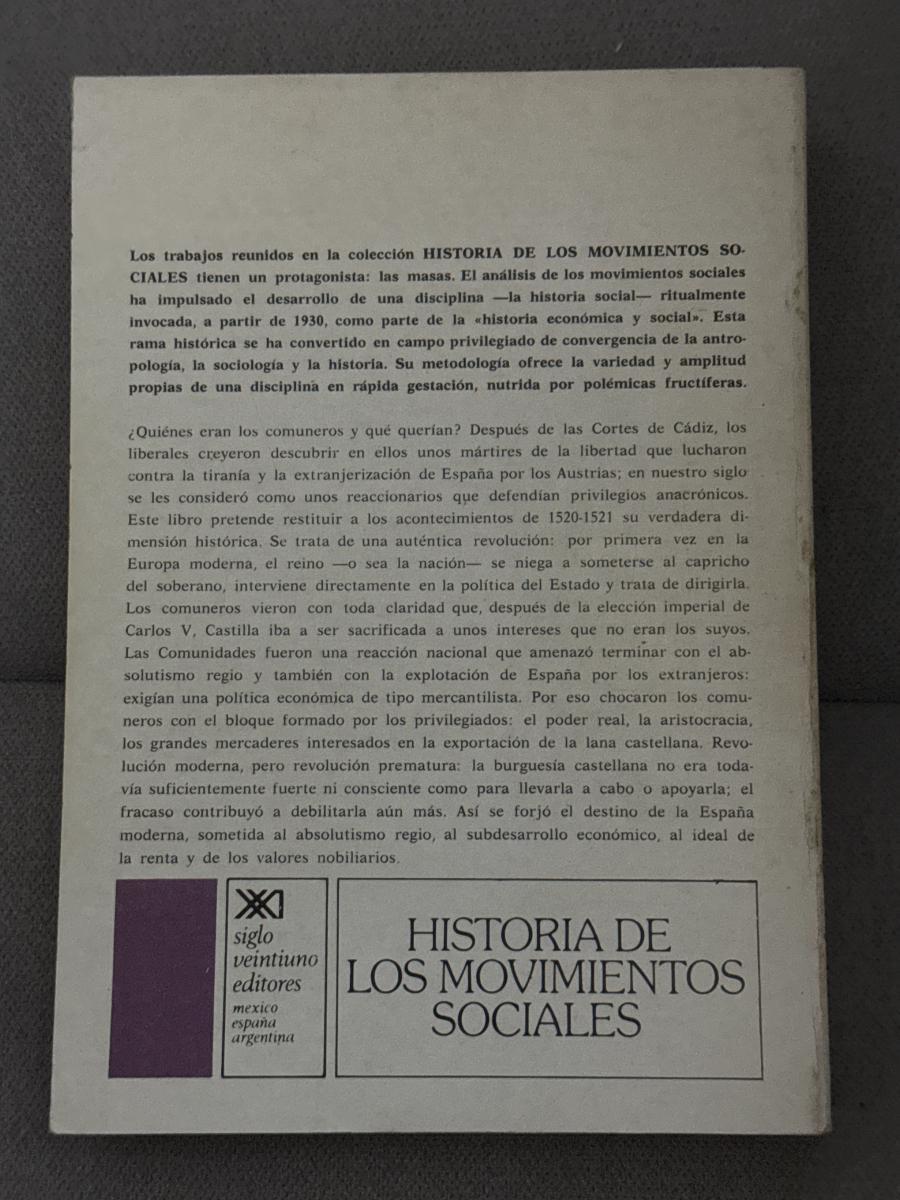 Los trabajos reunidos en la colección HISTORIA DE LOS MOVIMIENTOS SO-
CIALES tienen un protagonista: las masas. El análisis de los movimientos sociales
ha impulsado el desarrollo de una disciplina —la historia social— ritualmente
invocada, a partir de 1930, como parte de la «historia económica y social». Esta
rama histórica se ha convertido en campo privilegiado de convergencia de la antro-
pología, la sociología y la historia. Su metodología ofrece la variedad y amplitud
propias de una disciplina en rápida gestación, nutrida por polémicas fructíferas.
¿Quiénes eran los comuneros y qué querían? Después de las Cortes de Cádiz, los
liberales creyeron descubrir en ellos unos mártires de la libertad que lucharon
contra la tiranía y la extranjerización de España por los Austrias; en nuestro siglo
se les consideró como unos reaccionarios que defendían privilegios anacrónicos.
Este libro pretende restituir a los acontecimientos de 1520-1521 su verdadera di-
mensión histórica. Se trata de una auténtica revolución: por primera vez en la
Europa moderna, el reino —o sea la nación— se niega a someterse al capricho
del soberano, interviene directamente en la política del Estado y trata de dirigirla.
Los comuneros vieron con toda claridad que, después de la elección imperial de
Carlos V, Castilla iba a ser sacrificada a unos intereses que no eran los suyos.
Las Comunidades fueron una reacción nacional que amenazó terminar con el ab-
solutismo regio y también con la explotación de España por los extranjeros:
exigían una política económica de tipo mercantilista. Por eso chocaron los comu-
neros con el bloque formado por los privilegiados: el poder real, la aristocracia,
los grandes mercaderes interesados en la exportación de la lana castellana. Revo-
lución moderna, pero revolución prematura: la burguesía castellana no era toda-
vía suficientemente fuerte ni consciente como para llevarla a cabo o apoyarla; el
fracaso contribuyó a debilitarla aún más. Así se forjó el destino de la España
moderna, sometida al absolutismo regio, al subdesarrollo económico, al ideal de
la renta y de los valores nobiliarios.
XXI
siglo
veintiuno
editores
mexico
españa
argentina
HISTORIA DE
LOS MOVIMIENTOS
SOCIALES